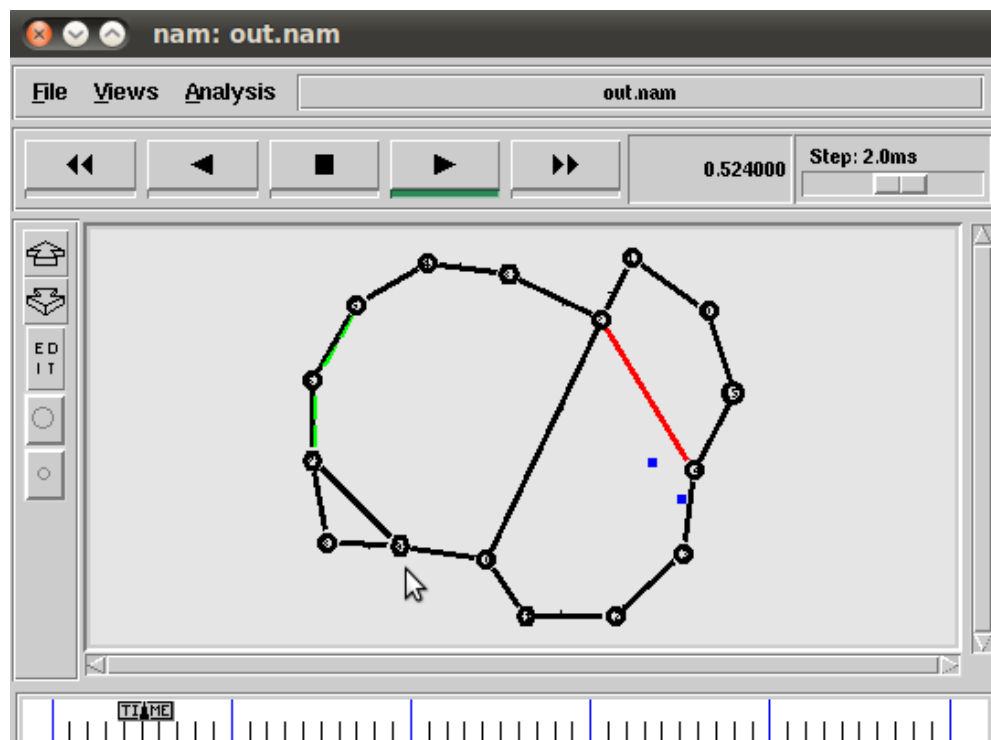 nam: out.nam
File Views Analysis out.nam
0.524000 Step: 2.0ms
ED
IT
TIME